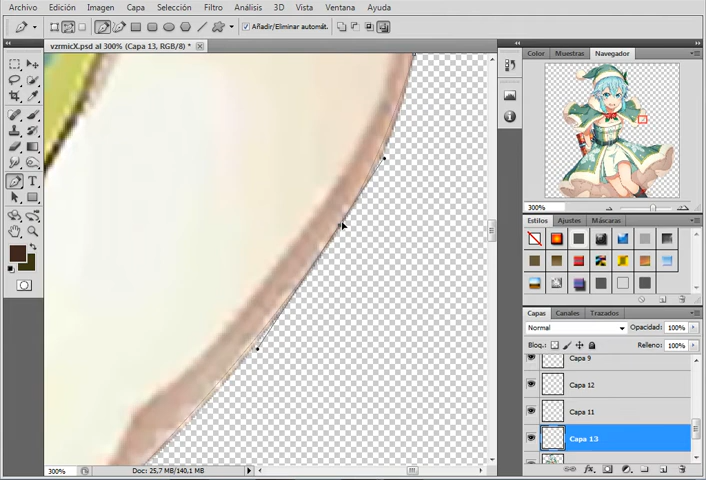 Archivo Edición Imagen Capa Selección Filtro Análisis 3D Vista Ventana Ayuda
Añadir/Eliminar automát.
vzrmicX.psd al 300% (Capa 13, RGB/8) *
Color Muestras Navegador
300%
Estilos Ajustes Máscaras
Capas Canales Trazados
Normal Opacidad: 100%
Bloq.: Relleno: 100%
Capa 9
Capa 12
Capa 11
Capa 13
300% Doc: 25,7 MB/140,1 MB